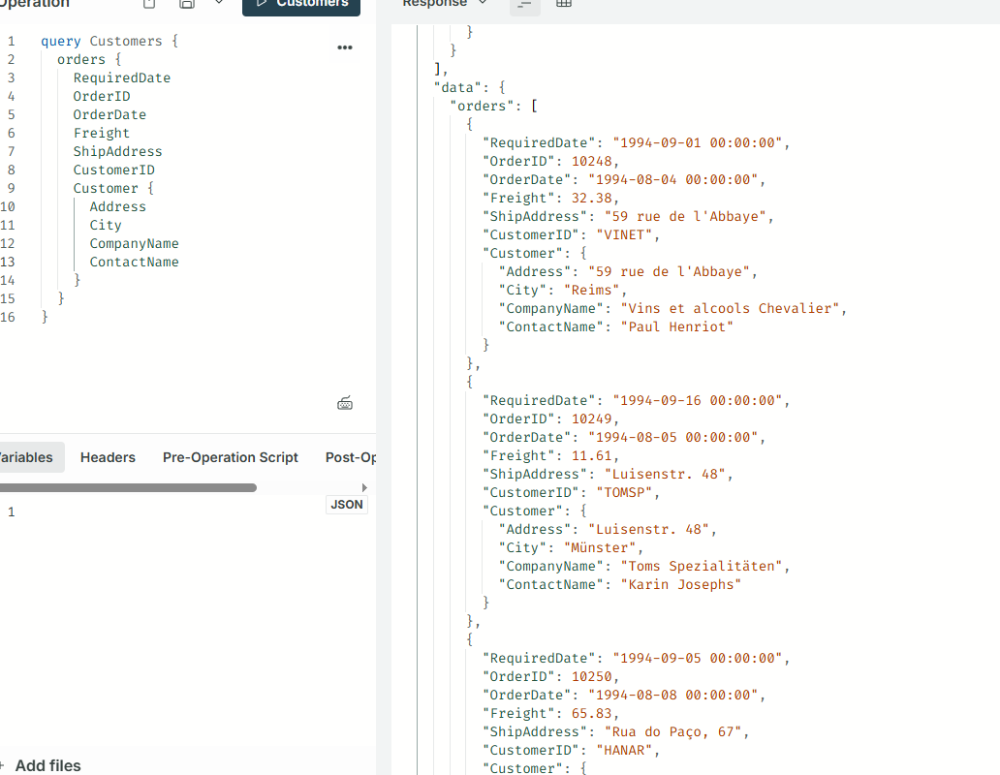 Operation
Customers
1 query Customers {
2 orders {
3 RequiredDate
4 OrderID
5 OrderDate
6 Freight
7 ShipAddress
8 CustomerID
9 Customer {
10 Address
11 City
12 CompanyName
13 ContactName
14 }
15 }
16 }
ariables Headers Pre-Operation Script Post-Op
JSON
1
+ Add files
Response
}
}
],
"data": {
"orders": [
{
"RequiredDate": "1994-09-01 00:00:00",
"OrderID": 10248,
"OrderDate": "1994-08-04 00:00:00",
"Freight": 32.38,
"ShipAddress": "59 rue de l'Abbaye",
"CustomerID": "VINET",
"Customer": {
"Address": "59 rue de l'Abbaye",
"City": "Reims",
"CompanyName": "Vins et alcools Chevalier",
"ContactName": "Paul Henriot"
}
},
{
"RequiredDate": "1994-09-16 00:00:00",
"OrderID": 10249,
"OrderDate": "1994-08-05 00:00:00",
"Freight": 11.61,
"ShipAddress": "Luisenstr. 48",
"CustomerID": "TOMSP",
"Customer": {
"Address": "Luisenstr. 48",
"City": "Münster",
"CompanyName": "Toms Spezialitäten",
"ContactName": "Karin Josephs"
}
},
{
"RequiredDate": "1994-09-05 00:00:00",
"OrderID": 10250,
"OrderDate": "1994-08-08 00:00:00",
"Freight": 65.83,
"ShipAddress": "Rua do Paço, 67",
"CustomerID": "HANAR",
"Customer": {